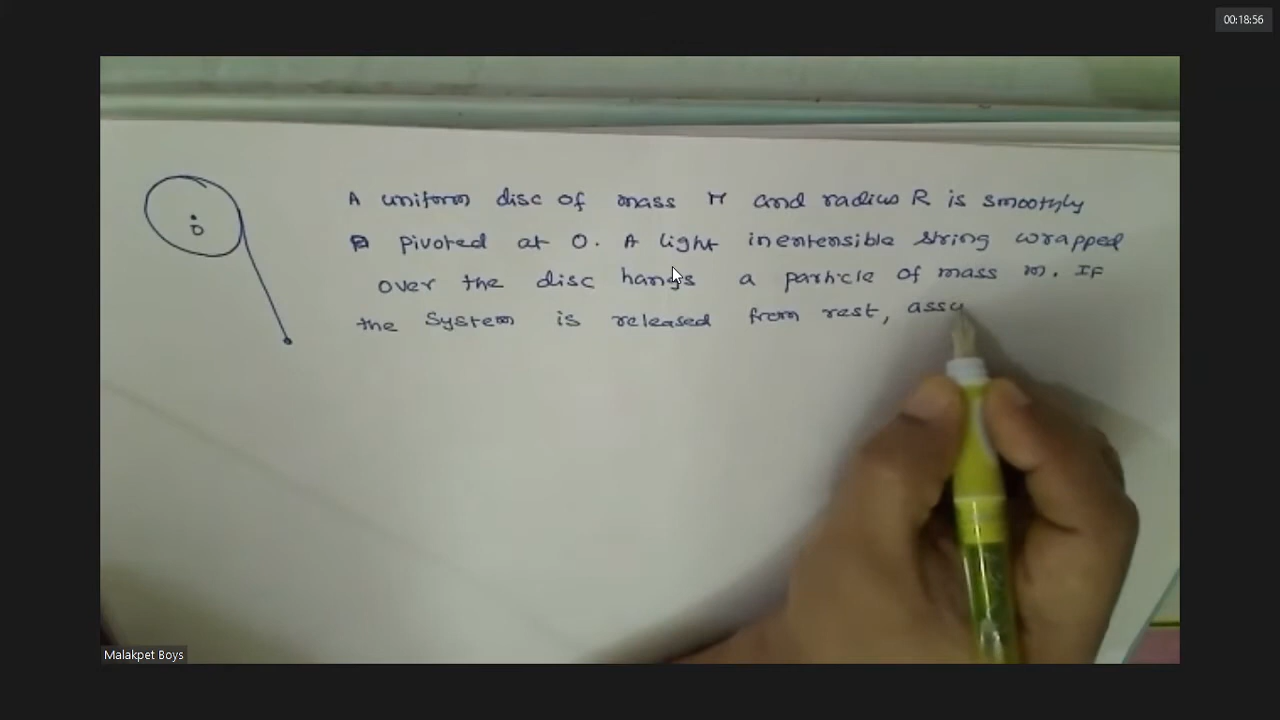 00:18:56
A uniform disc of mass M and radius R is smoothly
pivoted at O. A light inextensible string wrapped
over the disc hangs a particle of mass m. IF
the System is released from rest, assu
O
Malakpet Boys